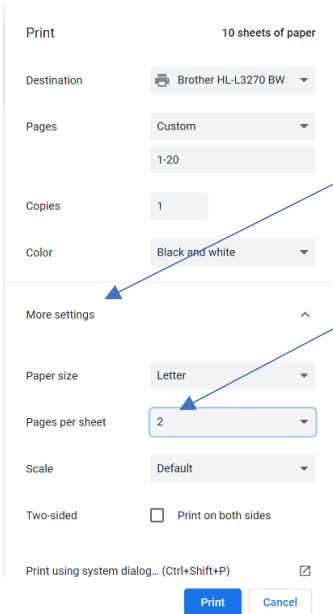 Print 10 sheets of paper
Destination Brother HL-L3270 BW
Pages Custom
1-20
Copies 1
Color Black and white
More settings
Paper size Letter
Pages per sheet 2
Scale Default
Two-sided Print on both sides
Print using system dialog... (Ctrl+Shift+P)
Print Cancel